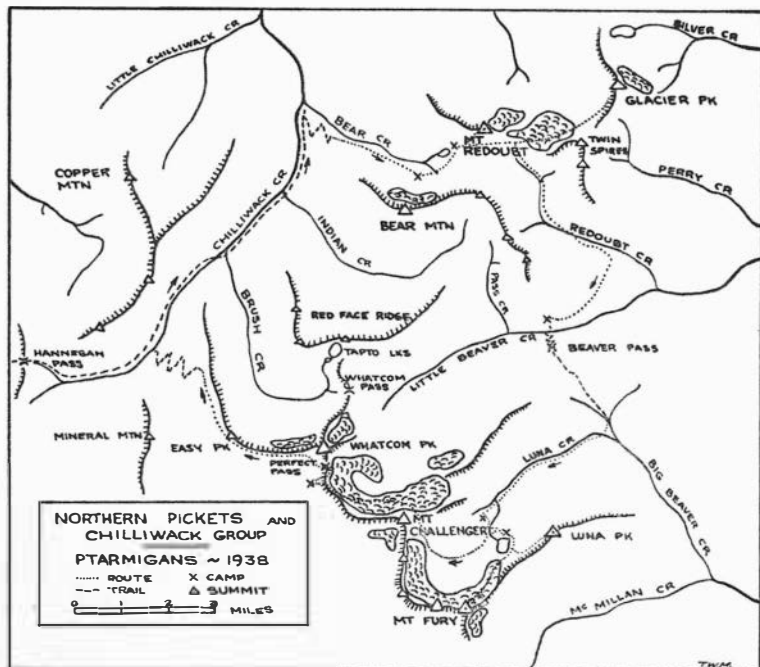 SILVER CR
LITTLE CHILLIWACK CR
GLACIER PK
BEAR CR
MT
REDOUBT
TWIN
SPIRES
COPPER
MTN
PERRY CR
CHILLIWACK CR
BEAR MTN
INDIAN
CR
REDOUBT CR
PASS CR
BRUSH
CR
RED FACE RIDGE
HANNEGAN
PASS
TAPTO LKS
BEAVER PASS
WHATCOM
PASS
LITTLE BEAVER CR
MINERAL MTN
EASY PK
WHATCOM PK
LUNA CR
PERFECT
PASS
BIG BEAVER CR
MT
CHALLENGER
LUNA PK
MT FURY
MCMILLAN CR
NORTHERN PICKETS AND
CHILLIWACK GROUP
PTARMIGANS ~ 1938
ROUTE X CAMP
TRAIL △ SUMMIT
0 1 2 3 MILES
TWM